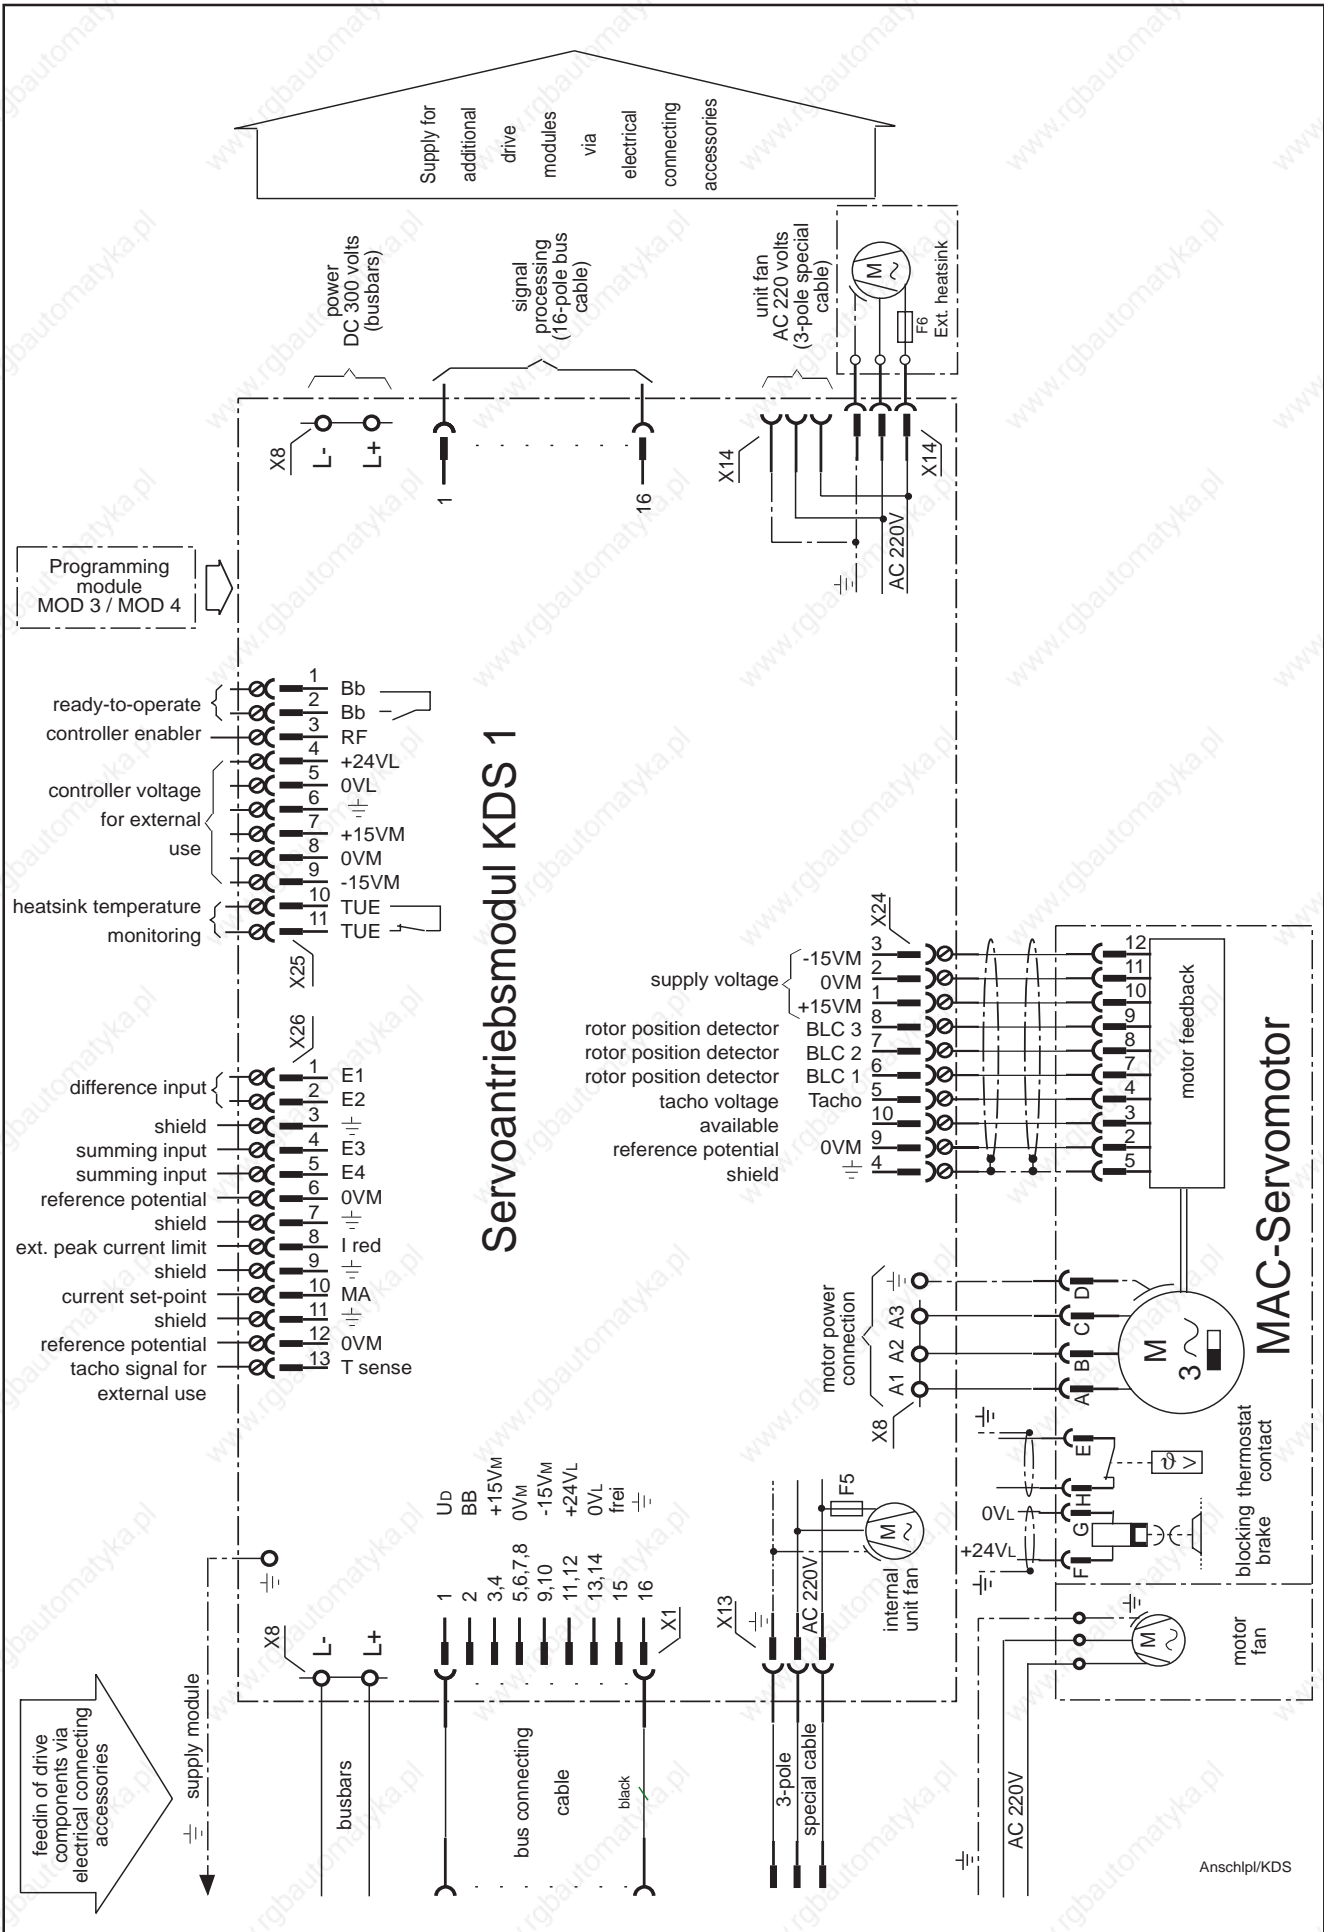 Supply for
additional
drive
modules
via
electrical
connecting
accessories
power
DC 300 volts
(busbars)
signal
processing
(16-pole bus
cable)
unit fan
AC 220 volts
(3-pole special
cable)
M
F6
Ext. heatsink
X8
L-
L+
1
16
X14
X14
AC 220V
Programming
module
MOD 3 / MOD 4
ready-to-operate
1 Bb
2 Bb
controller enabler 3 RF
controller voltage
for external
use
4 +24VL
5 0VL
6
7 +15VM
8 0VM
9 -15VM
heatsink temperature
monitoring
10 TUE
11 TUE
X25
X26
difference input
1 E1
2 E2
shield 3
summing input 4 E3
summing input 5 E4
reference potential 6 0VM
shield 7
ext. peak current limit 8 I red
shield 9
current set-point 10 MA
shield 11
reference potential 12 0VM
tacho signal for 13 T sense
external use
Servoantriebsmodul KDS 1
X24
supply voltage
-15VM 3 12
0VM 2 11
+15VM 1 10
rotor position detector BLC 3 8 9
rotor position detector BLC 2 7 8
rotor position detector BLC 1 6 7
tacho voltage Tacho 5 4
available 10 3
reference potential 0VM 9 2
shield 4 5
motor feedback
MAC-Servomotor
motor power
connection
A3
A2
A1
X8
D
C
B
A
M
3
E
H
G
F
0VL
+24VL
ϑ >
thermostat
contact
blocking
brake
M
motor
fan
AC 220V
X8
L-
L+
UD
BB
+15VM
0VM
-15VM
+24VL
0VL
frei
1
2
3,4
5,6,7,8
9,10
11,12
13,14
15
16
X1
X13
AC 220V
F5
M
internal
unit fan
feedin of drive
components via
electrical connecting
accessories
supply module
busbars
bus connecting
cable
black
3-pole
special cable
Anschlpl/KDS
www.rgbautomatyka.pl